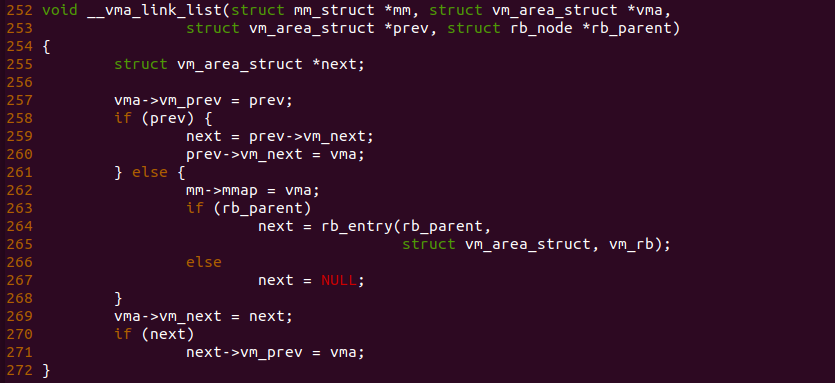 252 void __vma_link_list(struct mm_struct *mm, struct vm_area_struct *vma,
253                 struct vm_area_struct *prev, struct rb_node *rb_parent)
254 {
255         struct vm_area_struct *next;
256
257         vma->vm_prev = prev;
258         if (prev) {
259                 next = prev->vm_next;
260                 prev->vm_next = vma;
261         } else {
262                 mm->mmap = vma;
263                 if (rb_parent)
264                         next = rb_entry(rb_parent,
265                                         struct vm_area_struct, vm_rb);
266                 else
267                         next = NULL;
268         }
269         vma->vm_next = next;
270         if (next)
271                 next->vm_prev = vma;
272 }